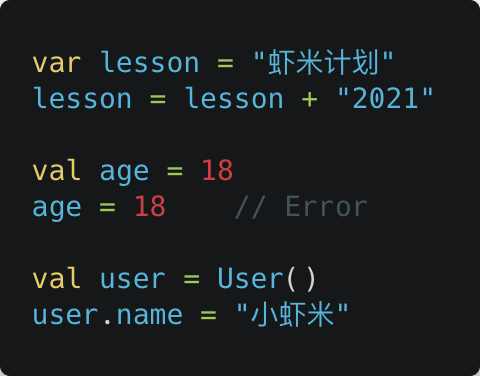 var lesson = "虾米计划"
lesson = lesson + "2021"
val age = 18
age = 18    // Error
val user = User()
user.name = "小虾米"